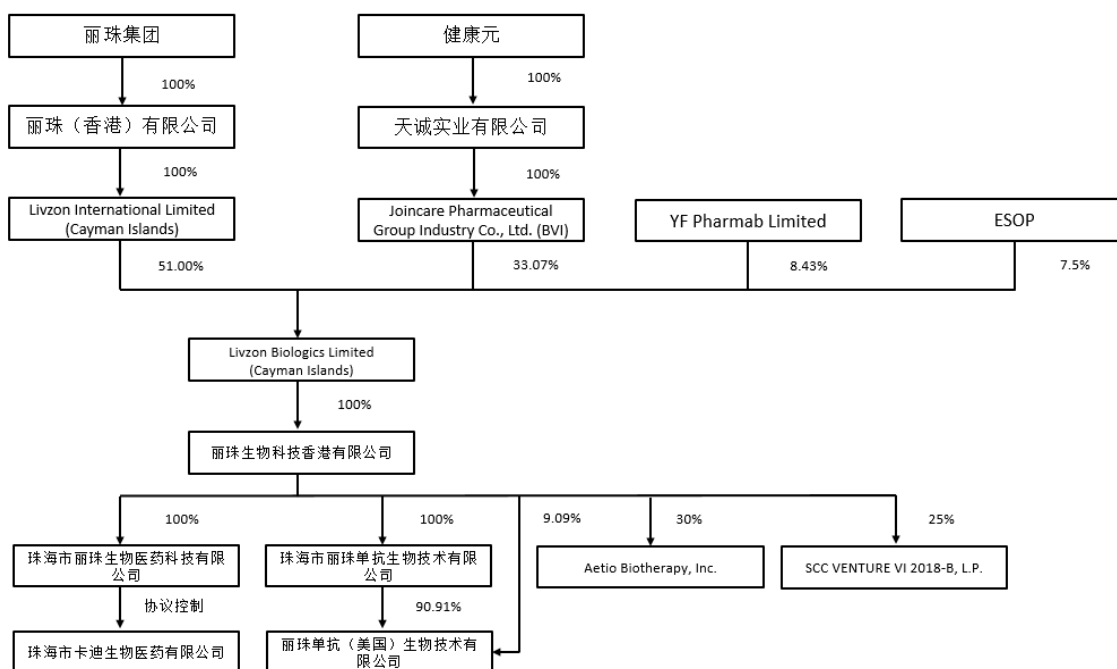 丽珠集团
健康元
100%
100%
丽珠（香港）有限公司
天诚实业有限公司
100%
100%
Livzon International Limited
(Cayman Islands)
Joincare Pharmaceutical
Group Industry Co., Ltd. (BVI)
YF Pharmab Limited
ESOP
51.00%
33.07%
8.43%
7.5%
Livzon Biologics Limited
(Cayman Islands)
100%
丽珠生物科技香港有限公司
100%
100%
9.09%
30%
25%
珠海市丽珠生物医药科技有限
公司
珠海市丽珠单抗生物技术有限
公司
Aetio Biotherapy, Inc.
SCC VENTURE VI 2018-B, L.P.
协议控制
90.91%
珠海市卡迪生物医药有限公司
丽珠单抗（美国）生物技术有
限公司